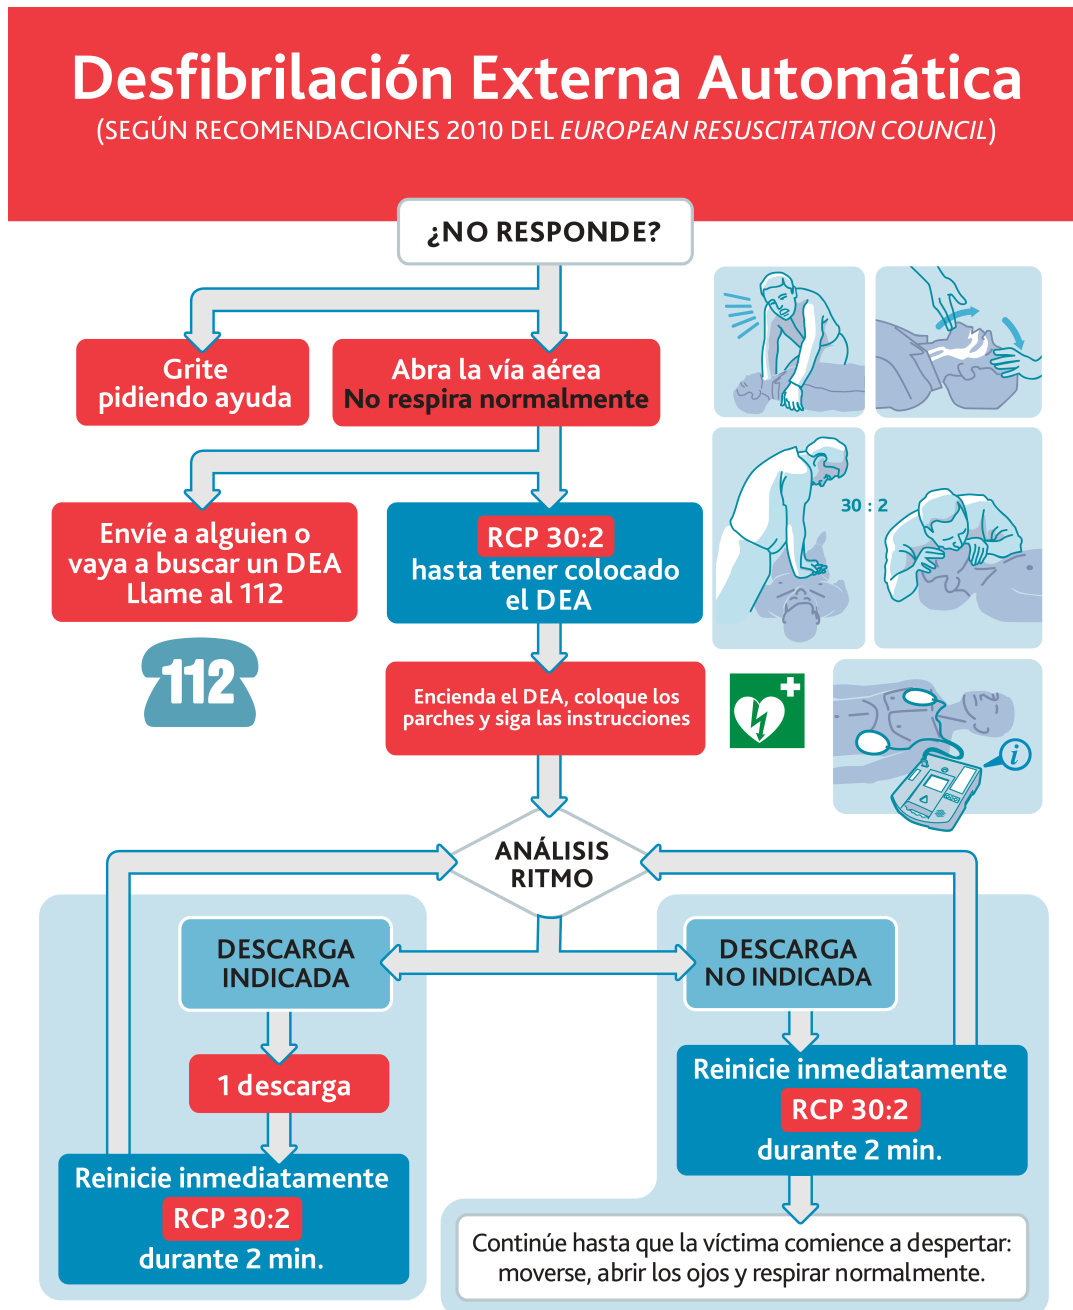 Desfibrilación Externa Automática
(SEGÚN RECOMENDACIONES 2010 DEL EUROPEAN RESUSCITATION COUNCIL)
¿NO RESPONDE?
Grite
pidiendo ayuda
Abra la vía aérea
No respira normalmente
Envíe a alguien o
vaya a buscar un DEA
Llame al 112
RCP 30:2
hasta tener colocado
el DEA
30 : 2
112
Encienda el DEA, coloque los
parches y siga las instrucciones
i
ANÁLISIS
RITMO
DESCARGA
INDICADA
DESCARGA
NO INDICADA
1 descarga
Reinicie inmediatamente
RCP 30:2
durante 2 min.
Reinicie inmediatamente
RCP 30:2
durante 2 min.
Continúe hasta que la víctima comience a despertar:
moverse, abrir los ojos y respirar normalmente.